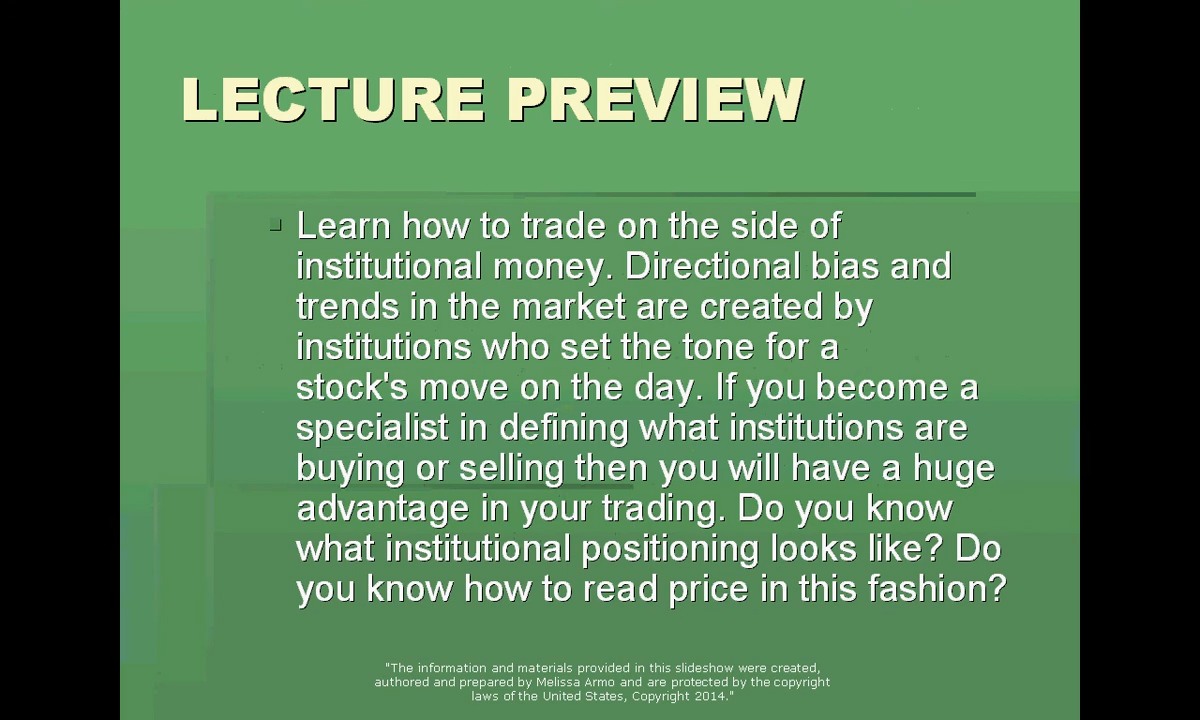 LECTURE PREVIEW
Learn how to trade on the side of
institutional money. Directional bias and
trends in the market are created by
institutions who set the tone for a
stock's move on the day. If you become a
specialist in defining what institutions are
buying or selling then you will have a huge
advantage in your trading. Do you know
what institutional positioning looks like? Do
you know how to read price in this fashion?
"The information and materials provided in this slideshow were created,
authored and prepared by Melissa Armo and are protected by the copyright
laws of the United States, Copyright 2014."